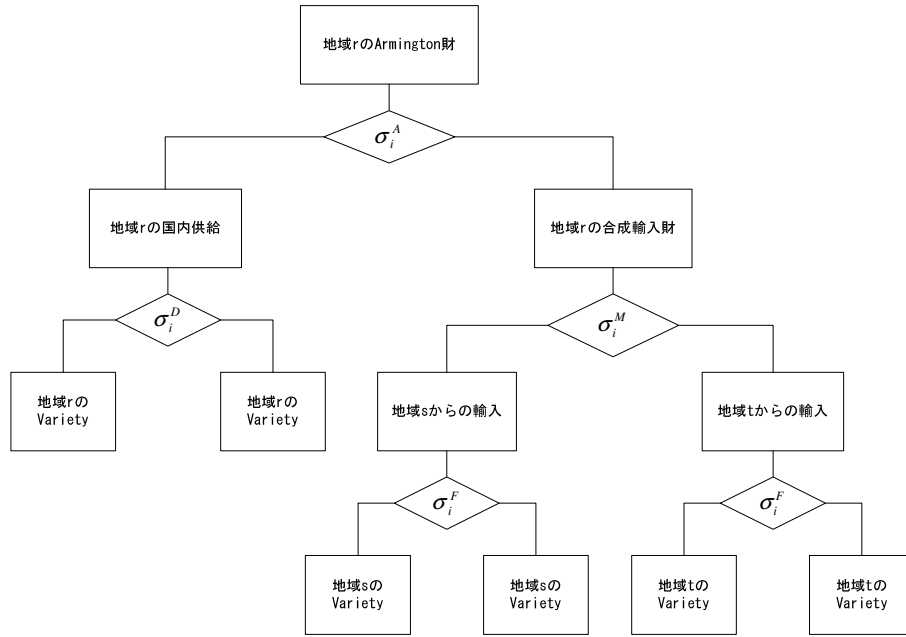 地域rのArmington財
σ_i^A
地域rの国内供給
地域rの合成輸入財
σ_i^D
σ_i^M
地域rの
Variety
地域rの
Variety
地域sからの輸入
地域tからの輸入
σ_i^F
σ_i^F
地域sの
Variety
地域sの
Variety
地域tの
Variety
地域tの
Variety